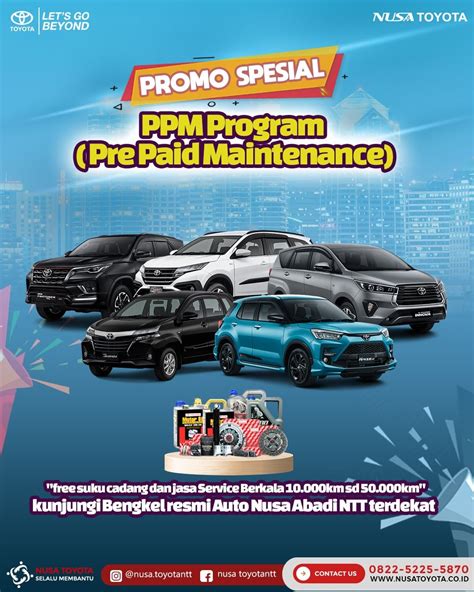 TOYOTA
LET'S GO
BEYOND
NUSA TOYOTA
PROMO SPESIAL
PPM Program
(Pre Paid Maintenance)
"free suku cadang dan jasa Service Berkala 10.000km sd 50.000km"
kunjungi Bengkel resmi Auto Nusa Abadi NTT terdekat
NUSA TOYOTA
SELALU MEMBANTU
@nusa.toyotantt
nusa toyotantt
CONTACT US
0822-5225-5870
WWW.NUSATOYOTA.CO.ID